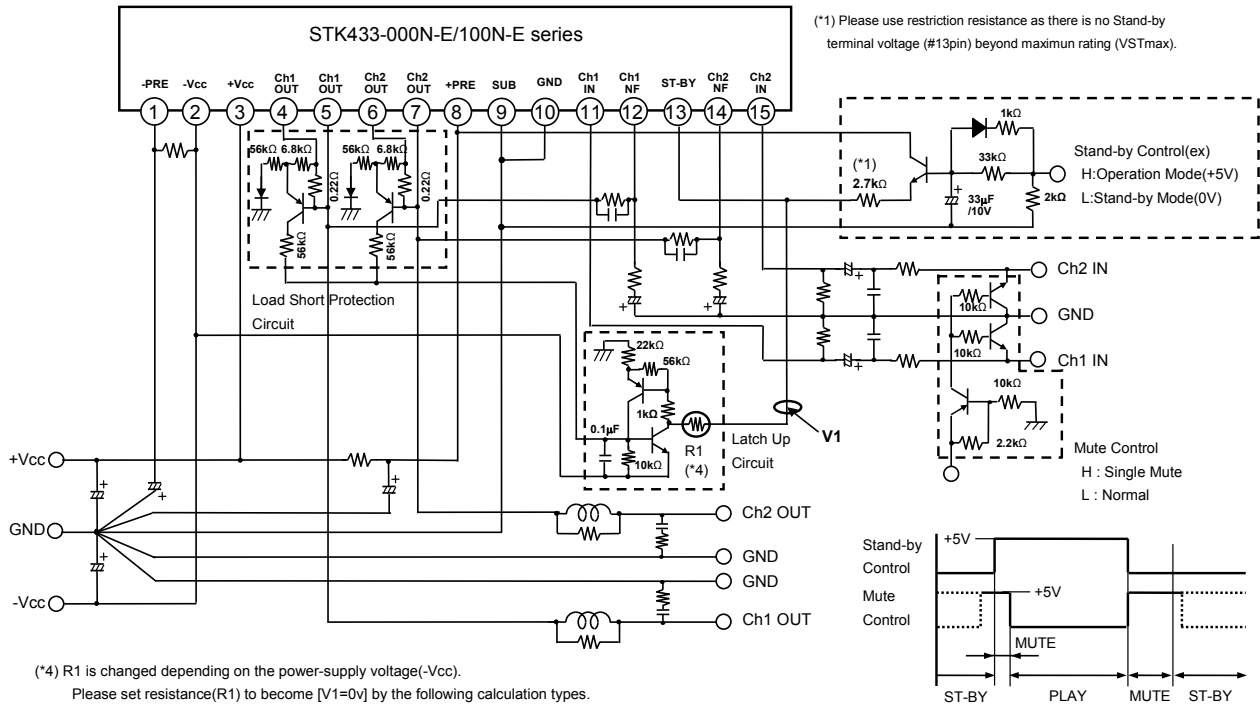 STK433-000N-E/100N-E series
(*1) Please use restriction resistance as there is no Stand-by
terminal voltage (#13pin) beyond maximun rating (VSTmax).
-PRE -Vcc +Vcc Ch1 OUT Ch1 OUT Ch2 OUT Ch2 OUT +PRE SUB GND Ch1 IN Ch1 NF ST-BY Ch2 NF Ch2 IN
1 2 3 4 5 6 7 8 9 10 11 12 13 14 15
56kΩ 6.8kΩ 0.22Ω 56kΩ
56kΩ 6.8kΩ 0.22Ω 56kΩ
Load Short Protection
Circuit
(*1)
2.7kΩ
1kΩ
33kΩ
33µF
/10V
2kΩ
Stand-by Control(ex)
H:Operation Mode(+5V)
L:Stand-by Mode(0V)
Ch2 IN
GND
Ch1 IN
10kΩ
10kΩ
10kΩ
2.2kΩ
Mute Control
H : Single Mute
L : Normal
22kΩ
56kΩ
1kΩ
0.1µF
10kΩ
R1
(*4)
Latch Up
Circuit
V1
+Vcc
GND
-Vcc
Ch2 OUT
GND
GND
Ch1 OUT
Stand-by
Control
+5V
Mute
Control
+5V
MUTE
ST-BY PLAY MUTE ST-BY
(*4) R1 is changed depending on the power-supply voltage(-Vcc).
Please set resistance(R1) to become [V1=0v] by the following calculation types.